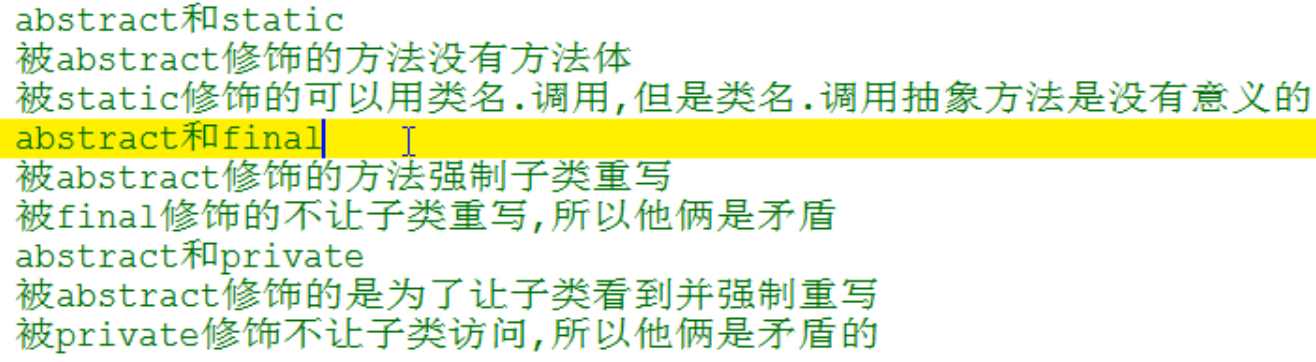 abstract和static
被abstract修饰的方法没有方法体
被static修饰的可以用类名.调用,但是类名.调用抽象方法是没有意义的
abstract和final
被abstract修饰的方法强制子类重写
被final修饰的不让子类重写,所以他俩是矛盾
abstract和private
被abstract修饰的是为了让子类看到并强制重写
被private修饰不让子类访问,所以他俩是矛盾的